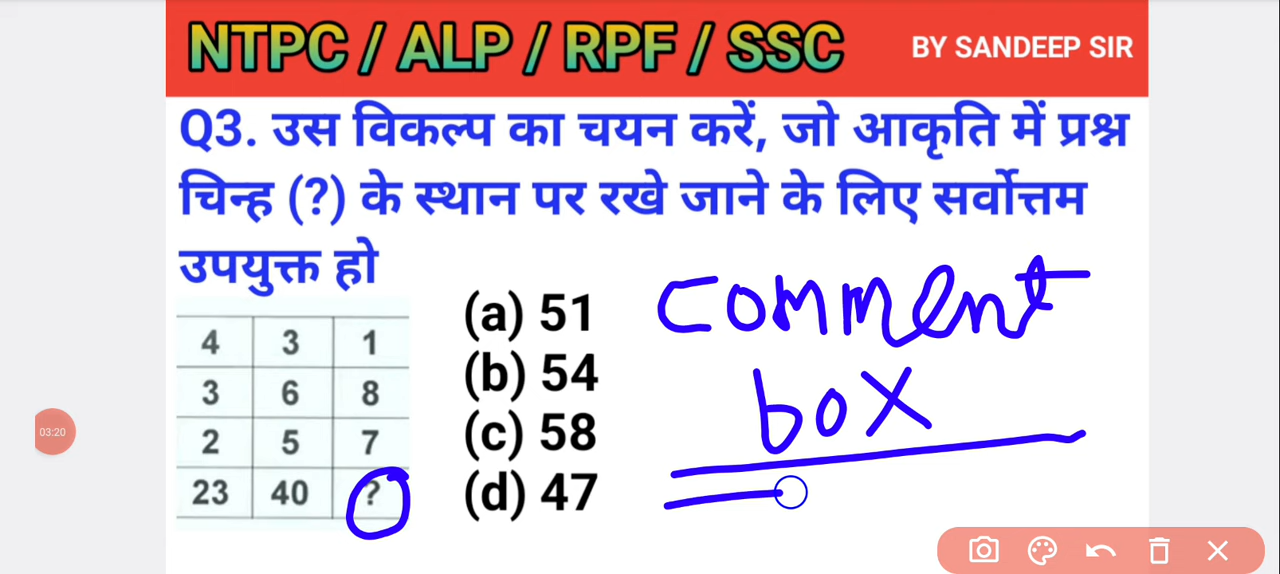 NTPC / ALP / RPF / SSC BY SANDEEP SIR
Q3. उस विकल्प का चयन करें, जो आकृति में प्रश्न
चिन्ह (?) के स्थान पर रखे जाने के लिए सर्वोत्तम
उपयुक्त हो
4 3 1
3 6 8
2 5 7
23 40 ?
(a) 51
(b) 54
(c) 58
(d) 47
comment
box
03:20